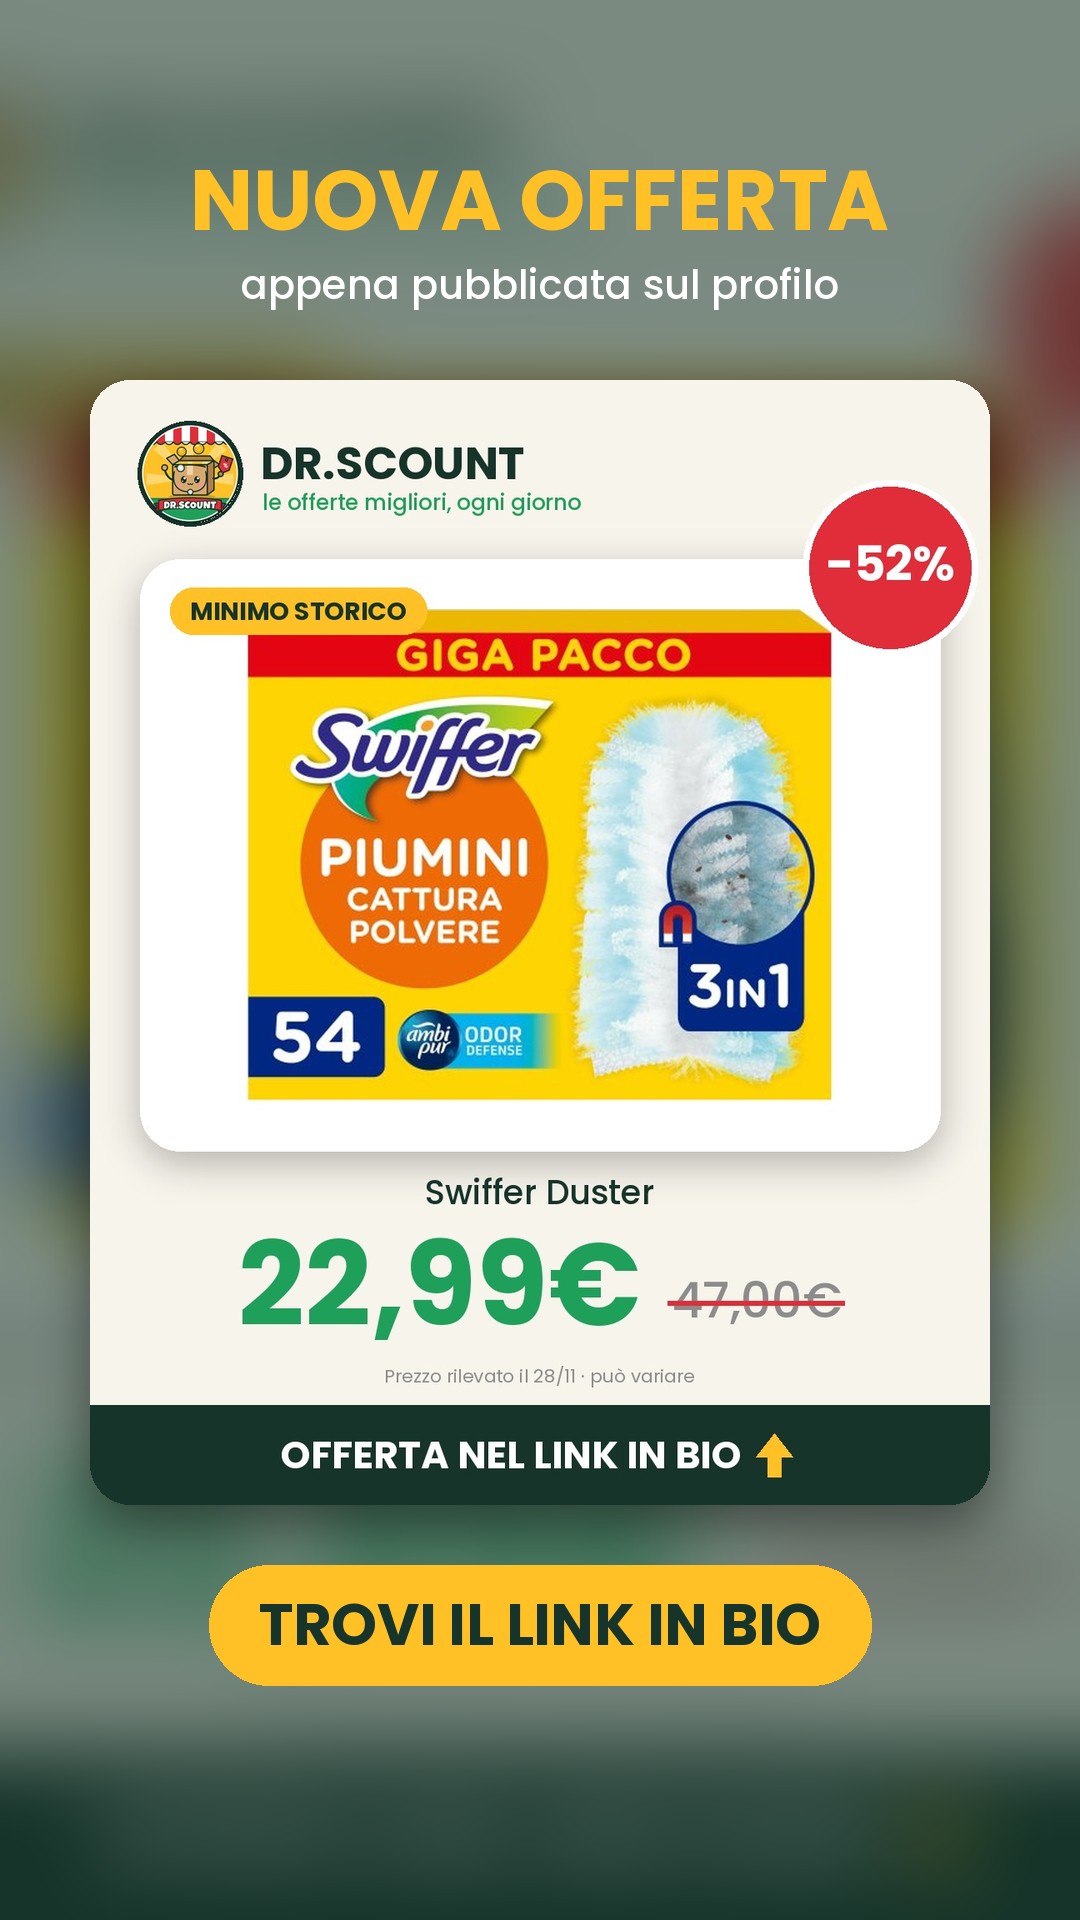 NUOVA OFFERTA
appena pubblicata sul profilo
DR.SCOUNT
DR.SCOUNT
le offerte migliori, ogni giorno
-52%
MINIMO STORICO
GIGA PACCO
Swiffer
PIUMINI
CATTURA
POLVERE
3IN1
54
ambi
pur
ODOR
DEFENSE
Swiffer Duster
22,99€ 47,00€
Prezzo rilevato il 28/11 · può variare
OFFERTA NEL LINK IN BIO
TROVI IL LINK IN BIO